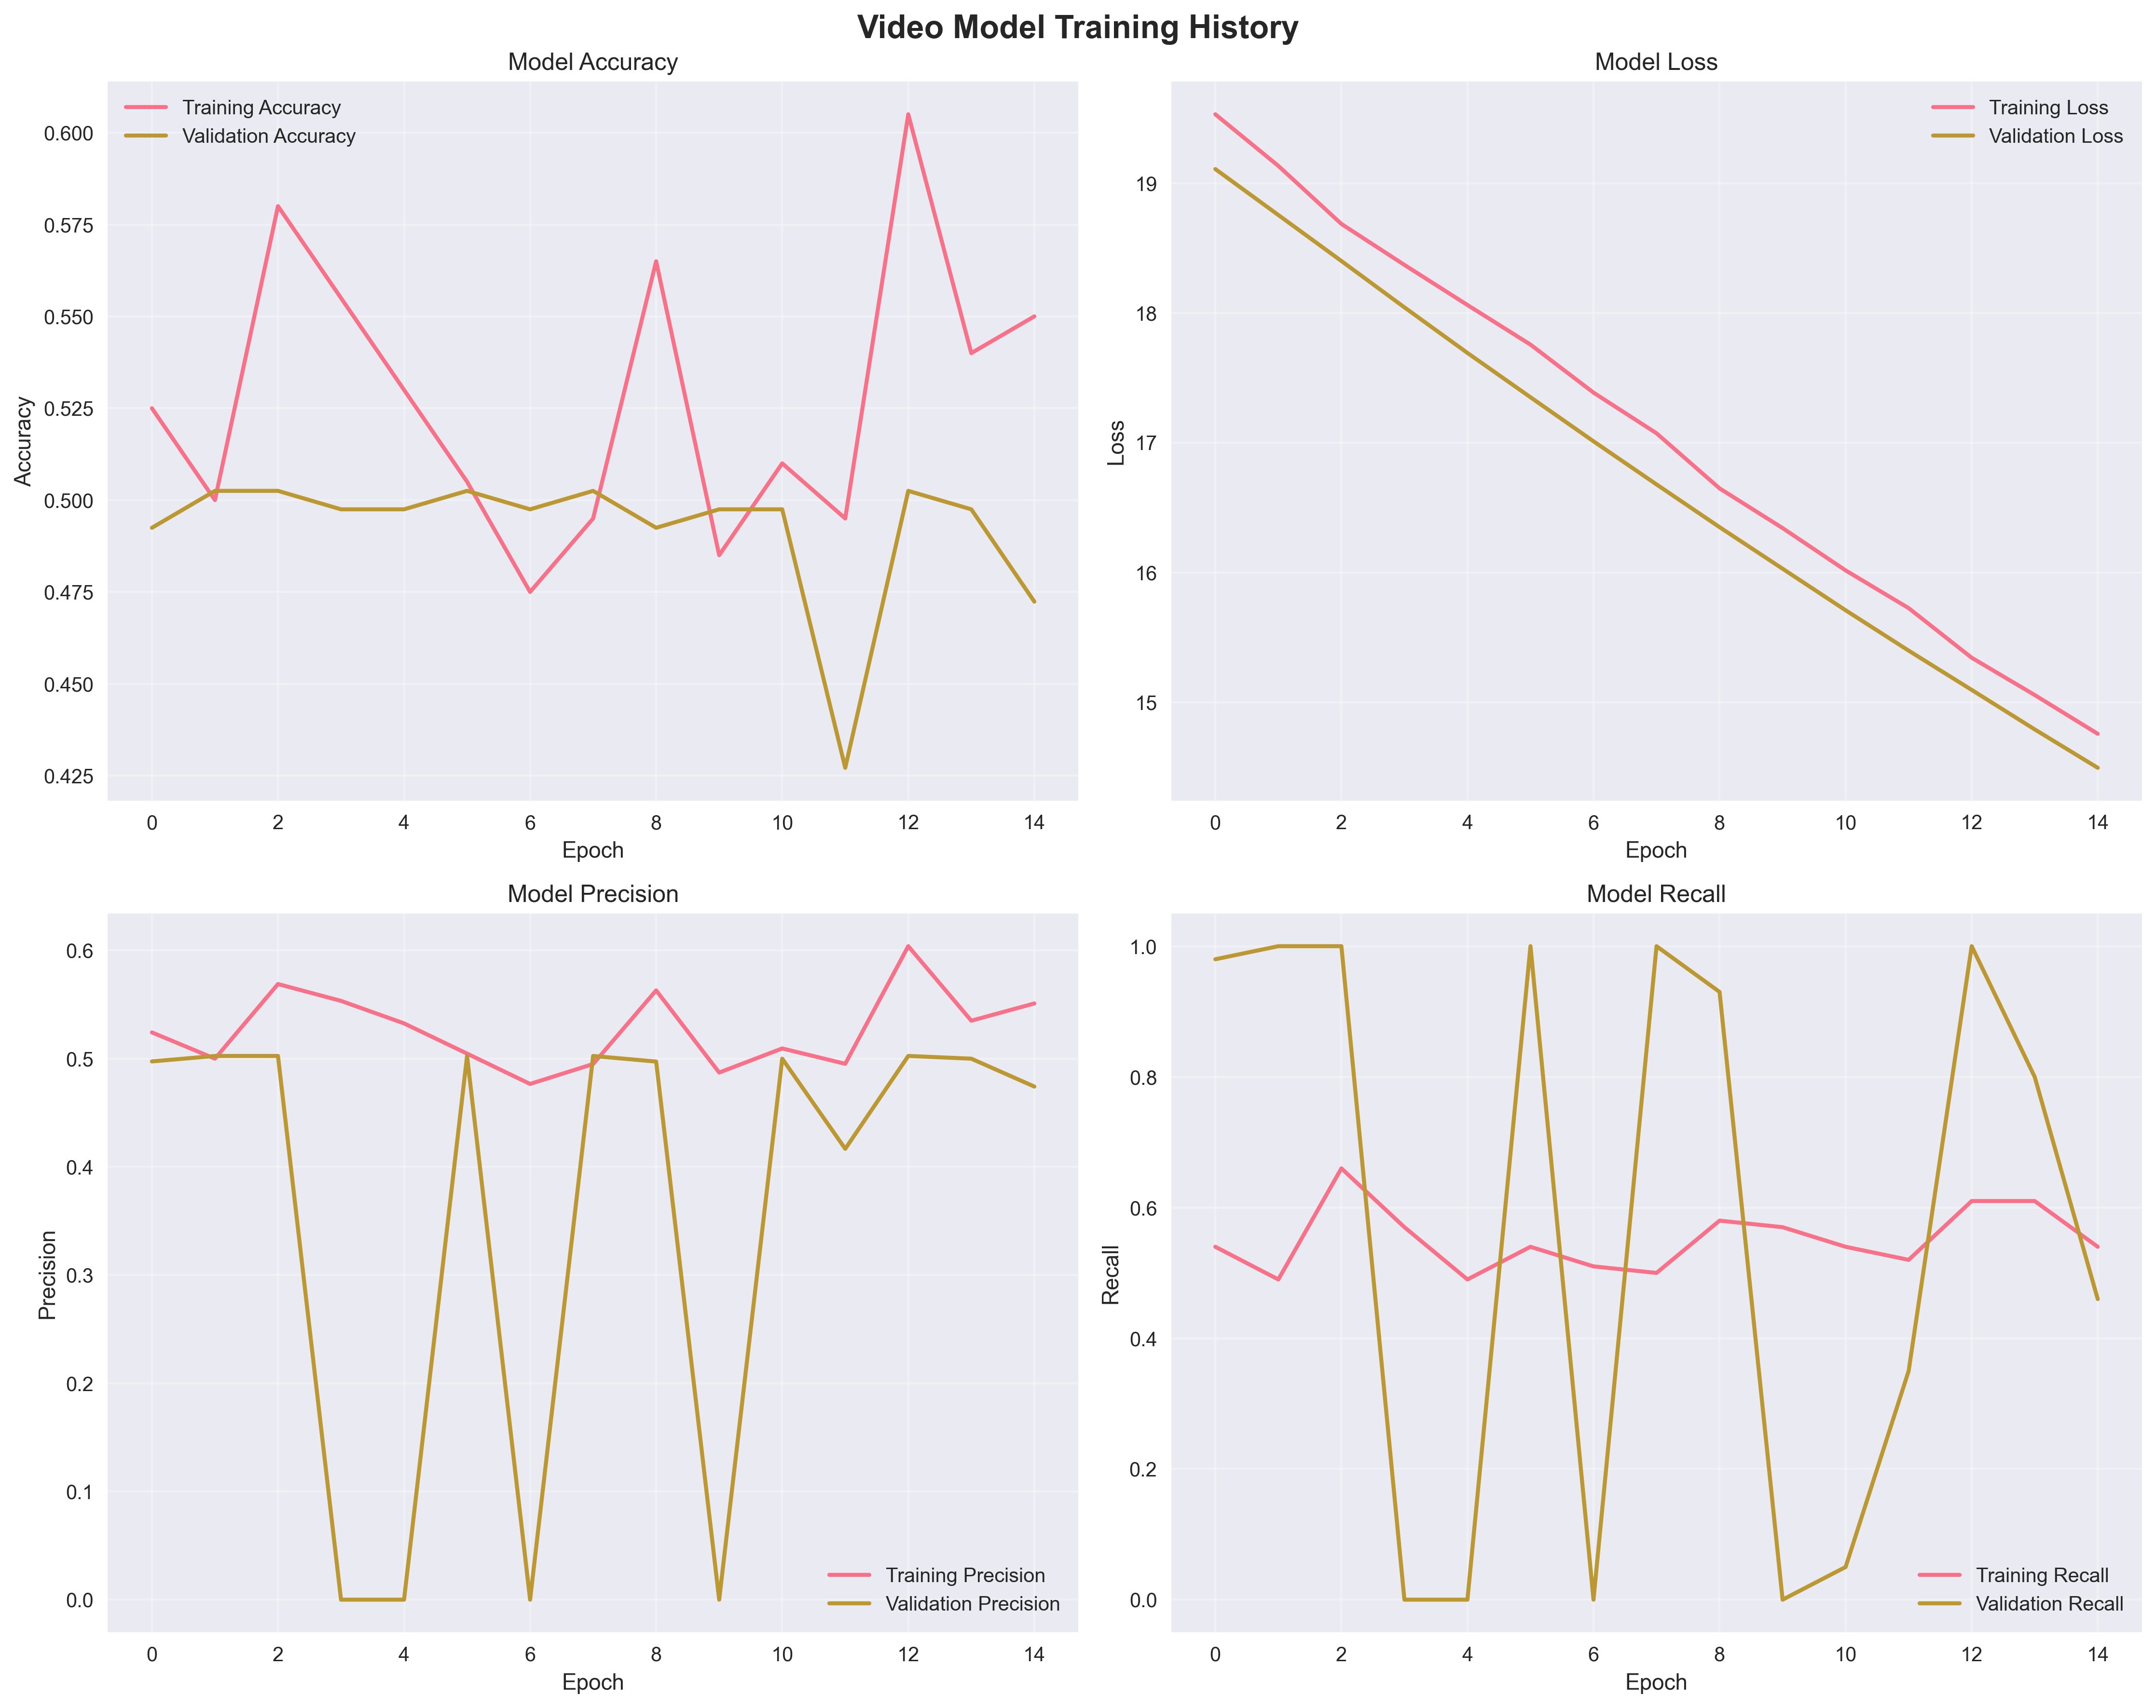 Video Model Training History
Model Accuracy
Training Accuracy
Validation Accuracy
0.600
0.575
0.550
0.525
0.500
0.475
0.450
0.425
Accuracy
0 2 4 6 8 10 12 14
Epoch
Model Loss
Training Loss
Validation Loss
19
18
17
16
15
Loss
0 2 4 6 8 10 12 14
Epoch
Model Precision
0.6
0.5
0.4
0.3
0.2
0.1
0.0
Precision
Training Precision
Validation Precision
0 2 4 6 8 10 12 14
Epoch
Model Recall
1.0
0.8
0.6
0.4
0.2
0.0
Recall
Training Recall
Validation Recall
0 2 4 6 8 10 12 14
Epoch